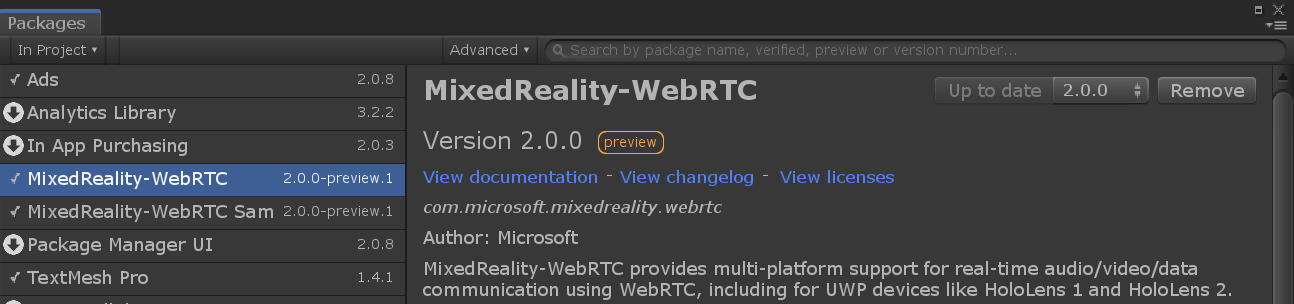 Packages
In Project
Advanced
Search by package name, verified, preview or version number...
Ads 2.0.8
Analytics Library 3.2.2
In App Purchasing 2.0.3
MixedReality-WebRTC 2.0.0-preview.1
MixedReality-WebRTC Sam 2.0.0-preview.1
Package Manager UI 2.0.8
TextMesh Pro 1.4.1
MixedReality-WebRTC
Up to date 2.0.0 Remove
Version 2.0.0 preview
View documentation - View changelog - View licenses
com.microsoft.mixedreality.webrtc
Author: Microsoft
MixedReality-WebRTC provides multi-platform support for real-time audio/video/data
communication using WebRTC, including for UWP devices like HoloLens 1 and HoloLens 2.